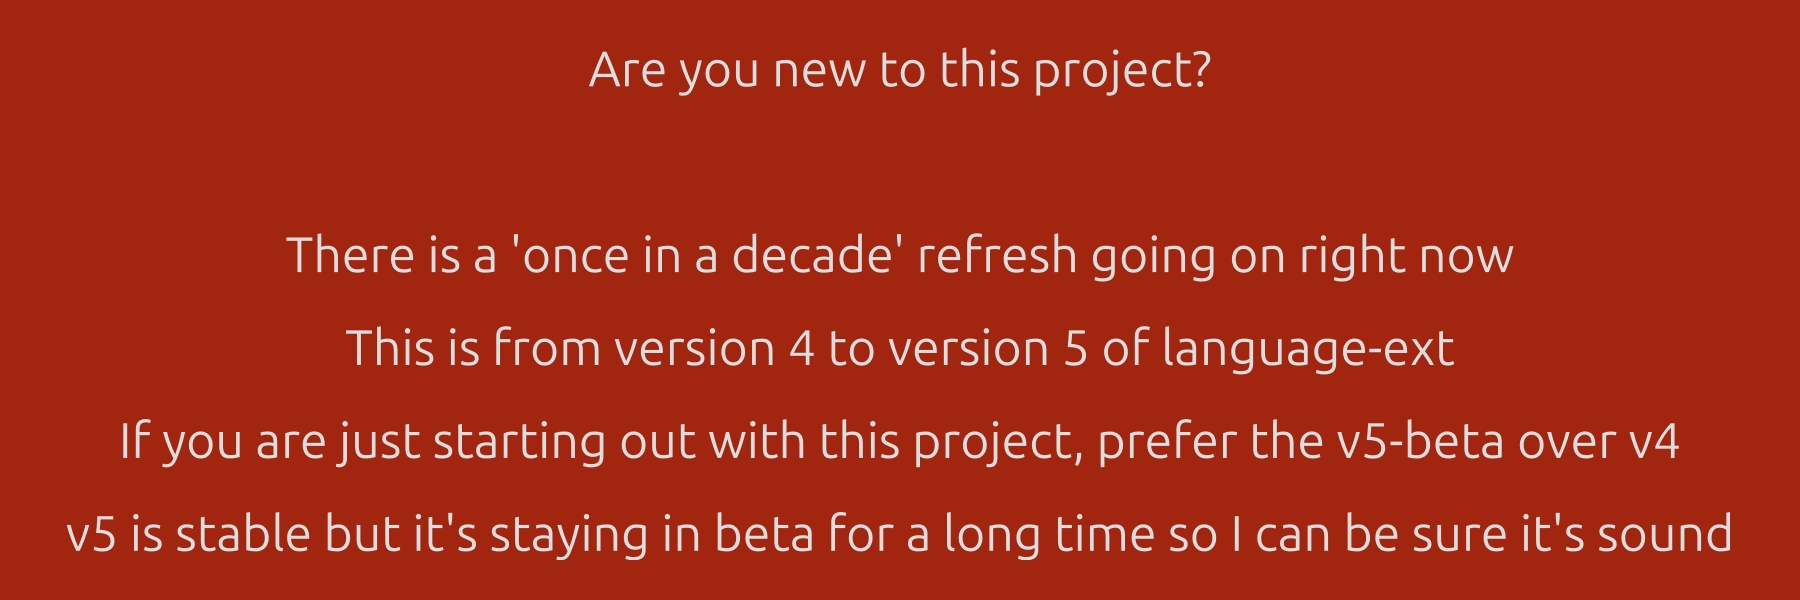 Are you new to this project?
There is a 'once in a decade' refresh going on right now
This is from version 4 to version 5 of language-ext
If you are just starting out with this project, prefer the v5-beta over v4
v5 is stable but it's staying in beta for a long time so I can be sure it's sound